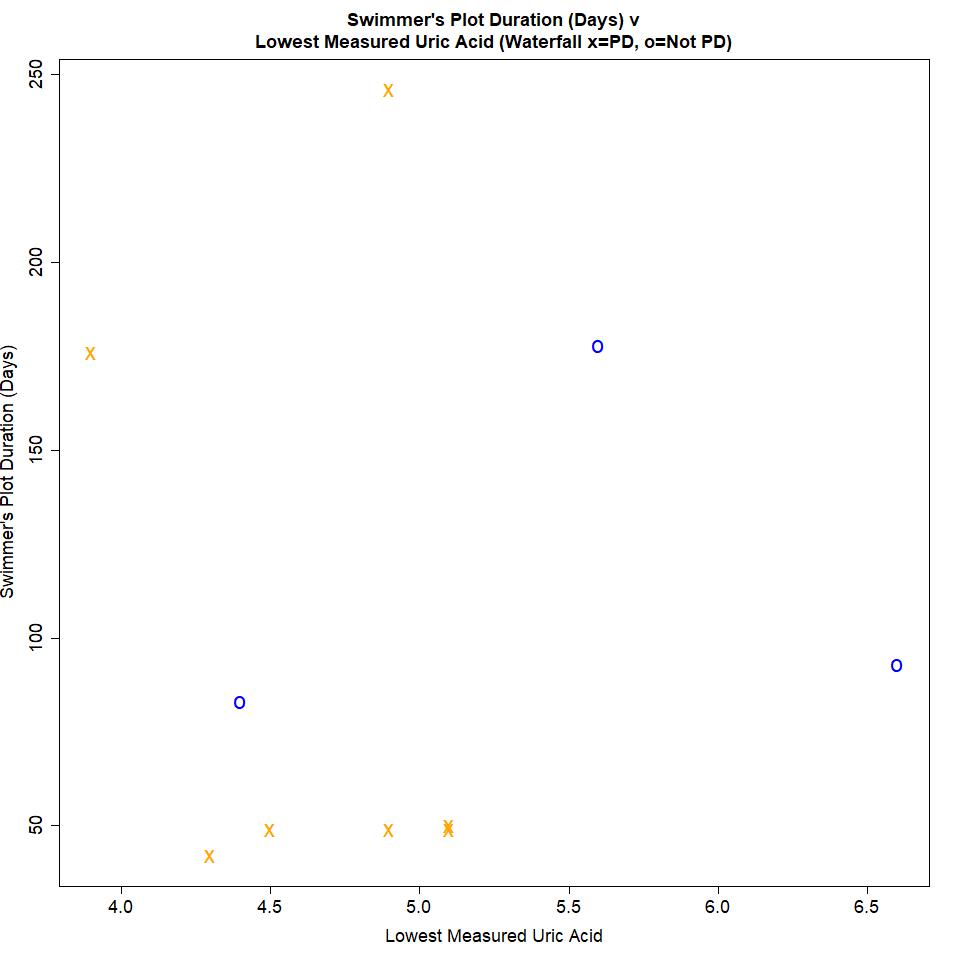 Swimmer's Plot Duration (Days) v
Lowest Measured Uric Acid (Waterfall x=PD, o=Not PD)
Swimmer's Plot Duration (Days)
250
200
150
100
50
x
x
o
o
o
x
x
x
x
x
4.0 4.5 5.0 5.5 6.0 6.5
Lowest Measured Uric Acid